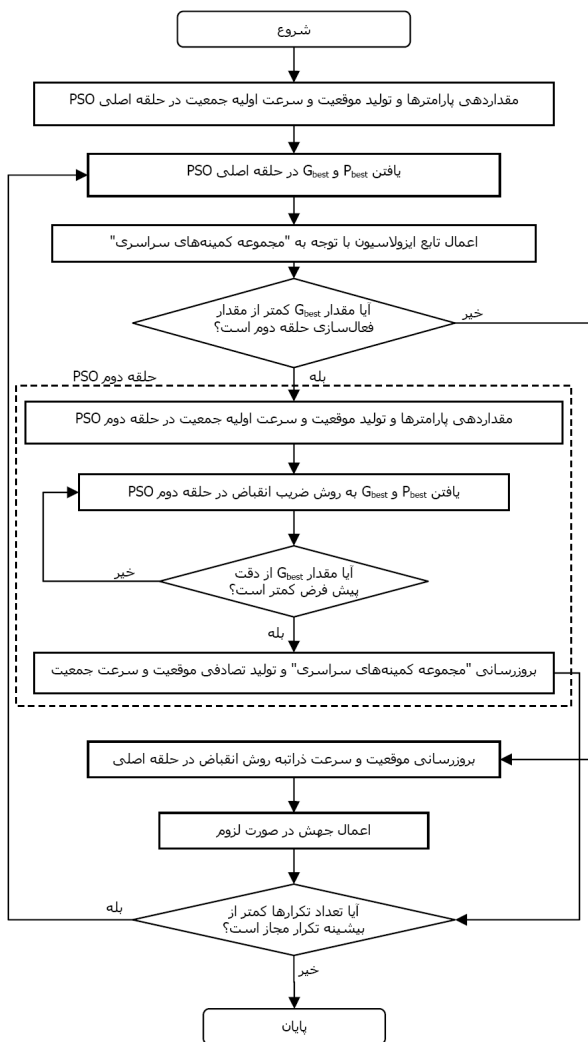 شروع
مقداردهی پارامترها و تولید موقعیت و سرعت اولیه جمعیت در حلقه اصلی PSO
یافتن Pbest و Gbest در حلقه اصلی PSO
اعمال تابع ایزولاسیون با توجه به "مجموعه کمینه‌های سراسری"
آیا مقدار Gbest کمتر از مقدار
فعال‌سازی حلقه دوم است؟
خیر
بله
حلقه دوم PSO
مقداردهی پارامترها و تولید موقعیت و سرعت اولیه جمعیت در حلقه دوم PSO
یافتن Pbest و Gbest به روش ضریب انقباض در حلقه دوم PSO
آیا مقدار Gbest از دقت
پیش فرض کمتر است؟
خیر
بله
بروزرسانی "مجموعه کمینه‌های سراسری" و تولید تصادفی موقعیت و سرعت جمعیت
بروزرسانی موقعیت و سرعت ذراتبه روش انقباض در حلقه اصلی
اعمال جهش در صورت لزوم
آیا تعداد تکرارها کمتر از
بیشینه تکرار مجاز است؟
بله
خیر
پایان